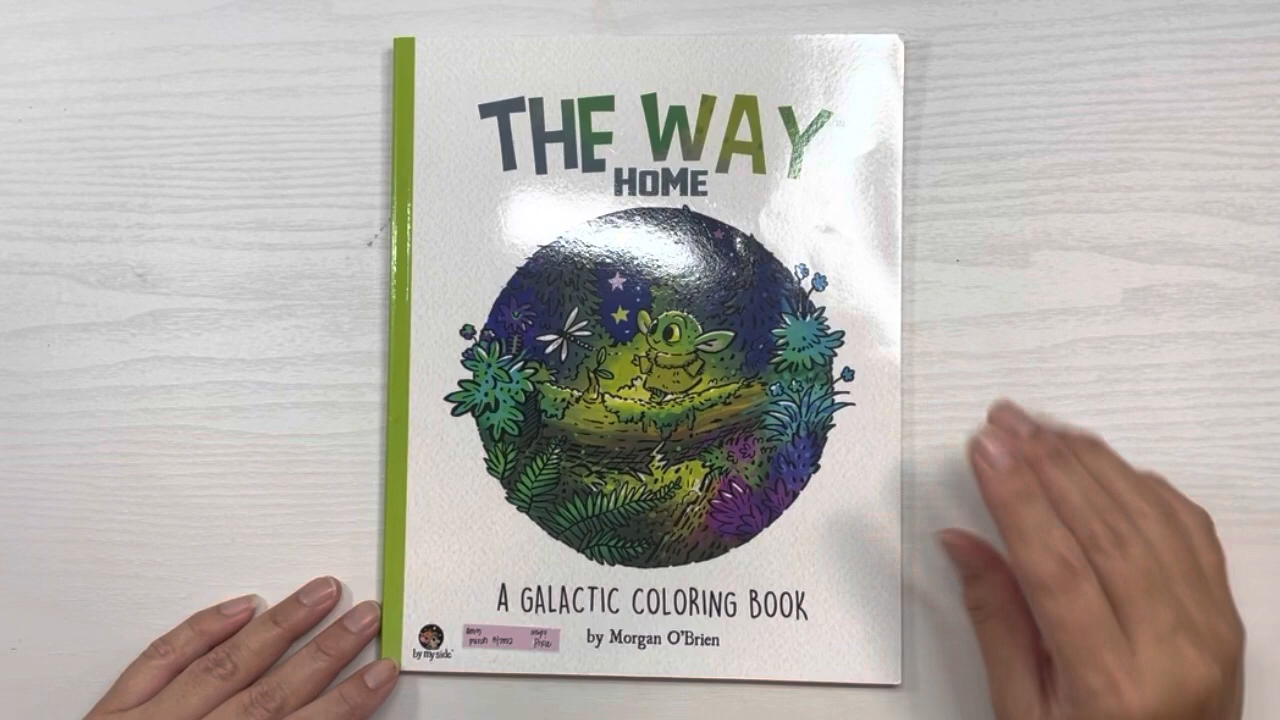 THE WAY
HOME
A GALACTIC COLORING BOOK
by Morgan O'Brien
by my side